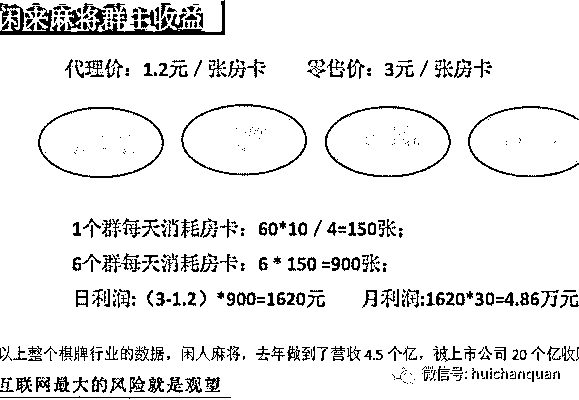 闲来麻将群主收益
代理价：1.2元 / 张房卡 零售价：3元 / 张房卡
1个群每天消耗房卡：60*10 / 4=150张；
6个群每天消耗房卡：6 * 150 =900张；
日利润:（3-1.2）*900=1620元 月利润:1620*30=4.86万元
以上整个棋牌行业的数据，闲人麻将，去年做到了营收 4.5 个亿，被上市公司 20 个亿收
互联网最大的风险就是观望
微信号: huichanquan